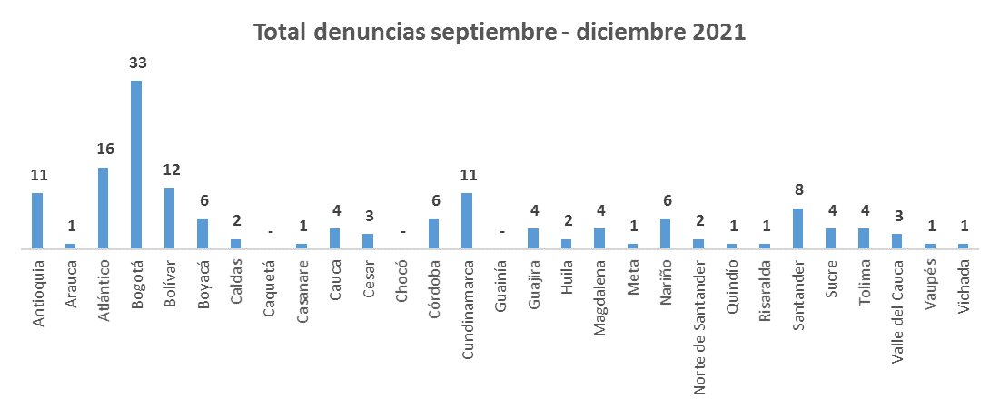 Total denuncias septiembre - diciembre 2021
33
16
12
11
11
8
6
6
6
4
4
4
4
4
3
3
2
2
2
1
1
1
1
1
1
1
-
-
-
Antioquia
Arauca
Atlántico
Bogotá
Bolívar
Boyacá
Caldas
Caquetá
Casanare
Cauca
Cesar
Chocó
Córdoba
Cundinamarca
Guainía
Guajira
Huila
Magdalena
Meta
Nariño
Norte de Santander
Quindío
Risaralda
Santander
Sucre
Tolima
Valle del Cauca
Vaupés
Vichada